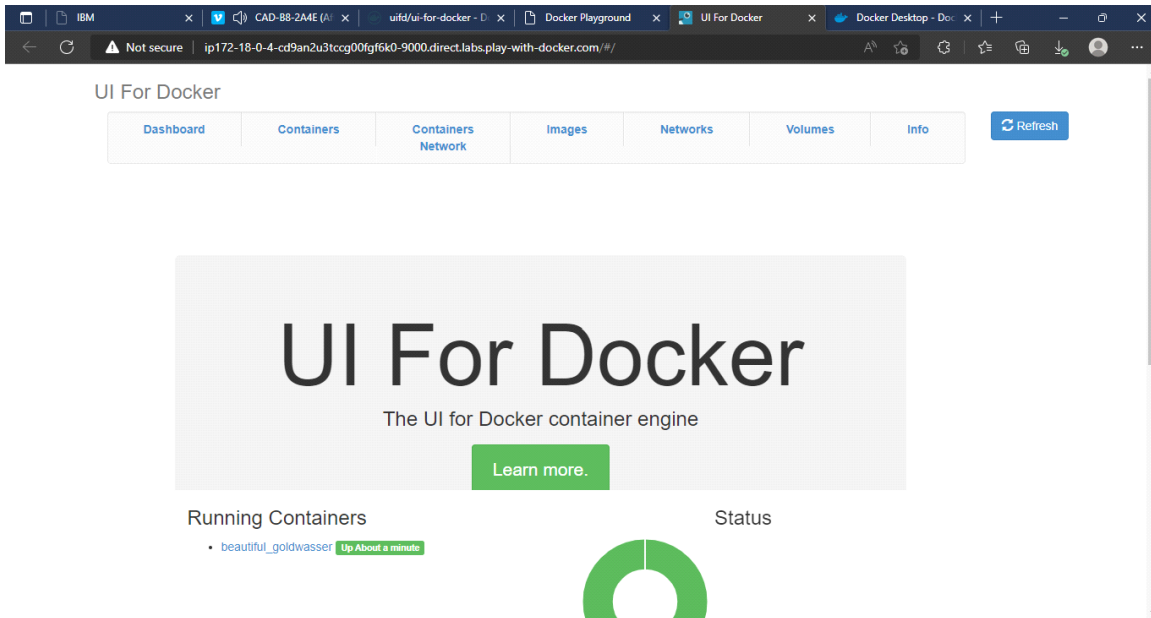 IBM
CAD-B8-2A4E (Af
uifd/ui-for-docker - D
Docker Playground
UI For Docker
Docker Desktop - Doc
Not secure
ip172-18-0-4-cd9an2u3tccg00fgf6k0-9000.direct.labs.play-with-docker.com/#/
UI For Docker
Dashboard
Containers
Containers
Network
Images
Networks
Volumes
Info
Refresh
UI For Docker
The UI for Docker container engine
Learn more.
Running Containers
Status
beautiful_goldwasser Up About a minute